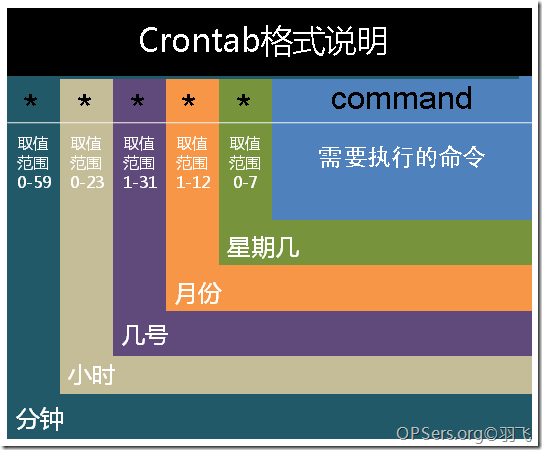 Crontab格式说明
* * * * * command
取值 取值 取值 取值 取值
范围 范围 范围 范围 范围
0-59 0-23 1-31 1-12 0-7
需要执行的命令
星期几
月份
几号
小时
分钟
OPSers.org©羽飞